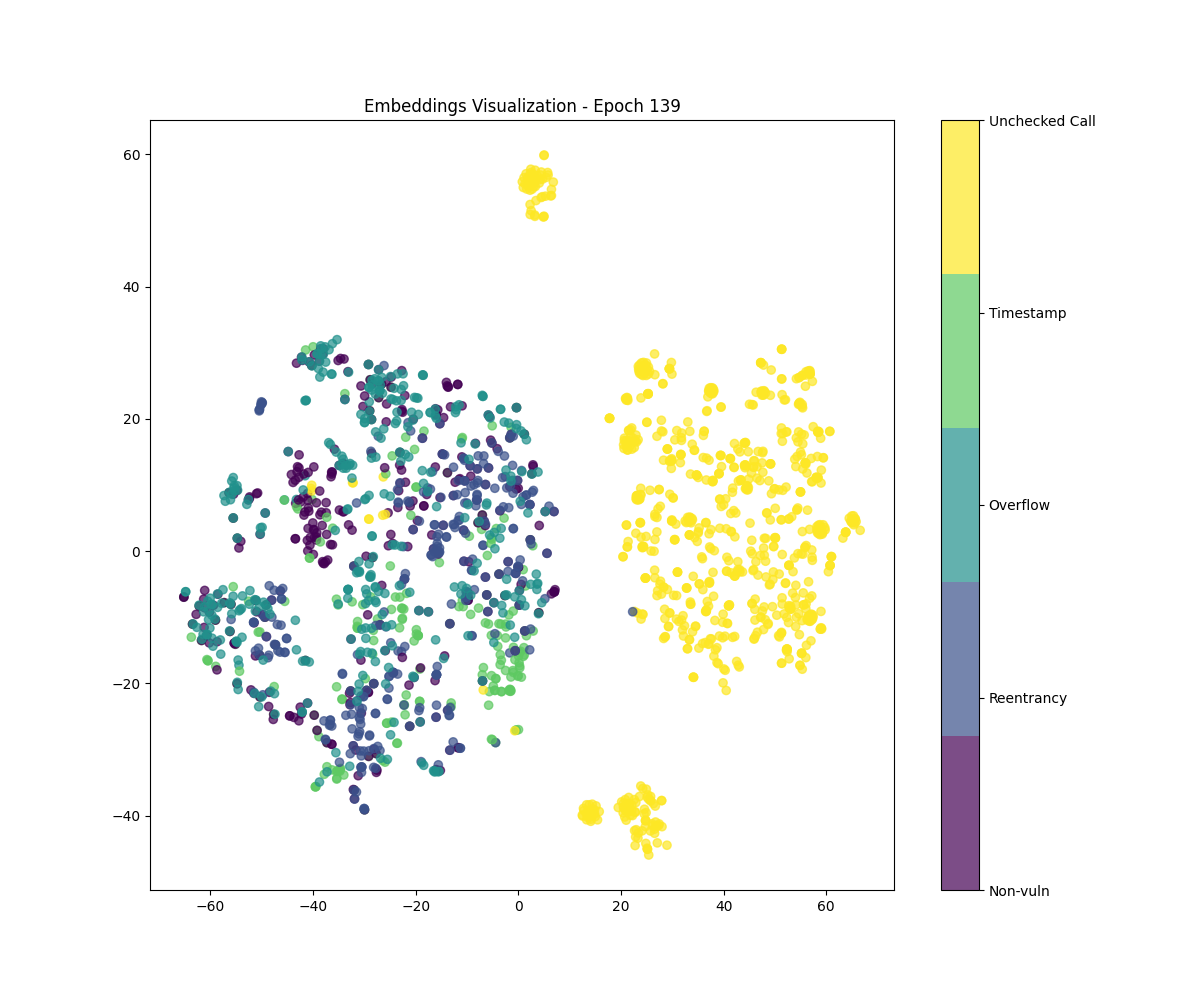 Embeddings Visualization - Epoch 139
60
40
20
0
−20
−40
−60
−40
−20
0
20
40
60
Unchecked Call
Timestamp
Overflow
Reentrancy
Non-vuln